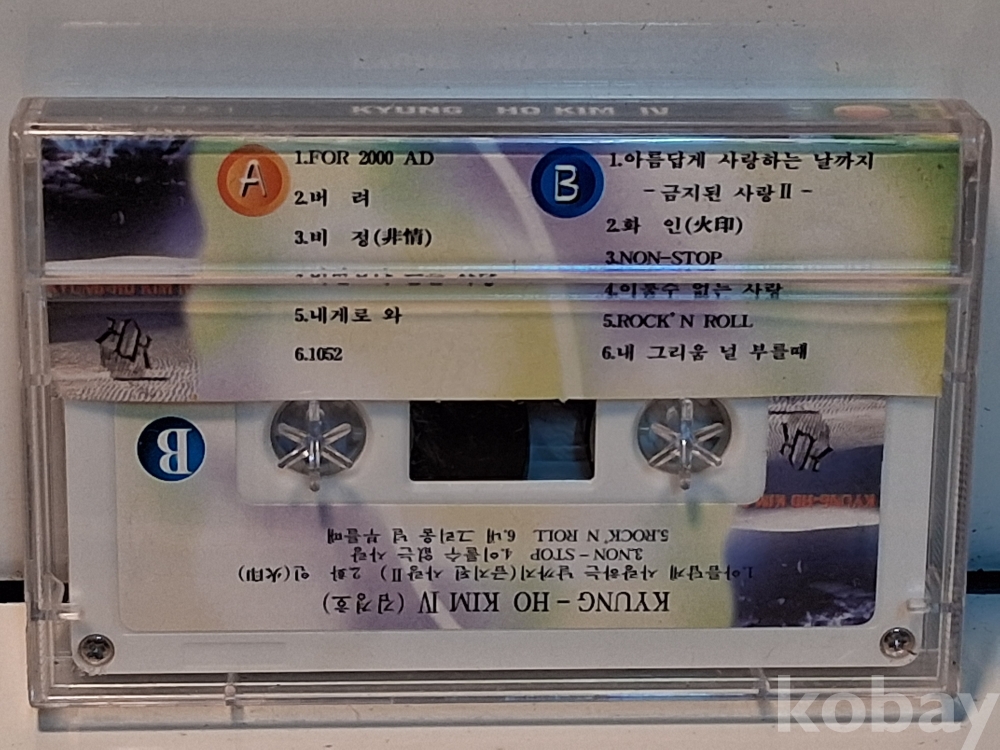 KYUNG HO KIM IV
A
1.FOR 2000 AD
2.버 려
3.비 정(非情)
5.내게로 와
6.1052
B
1.아름답게 사랑하는 날까지
- 금지된 사랑Ⅱ -
2.화 인(火印)
3.NON-STOP
4.이룰수 없는 사랑
5.ROCK'N ROLL
6.내 그리움 널 부를때
B
KYUNG-HO KIM
KYUNG-HO KIM Ⅳ (김경호)
1.아름답게 사랑하는 날까지(금지된 사랑Ⅱ) 2.화 인(火印)
3.NON-STOP 4.이룰수 없는 사랑
5.ROCK'N ROLL 6.내 그리움 널 부를때
kobay